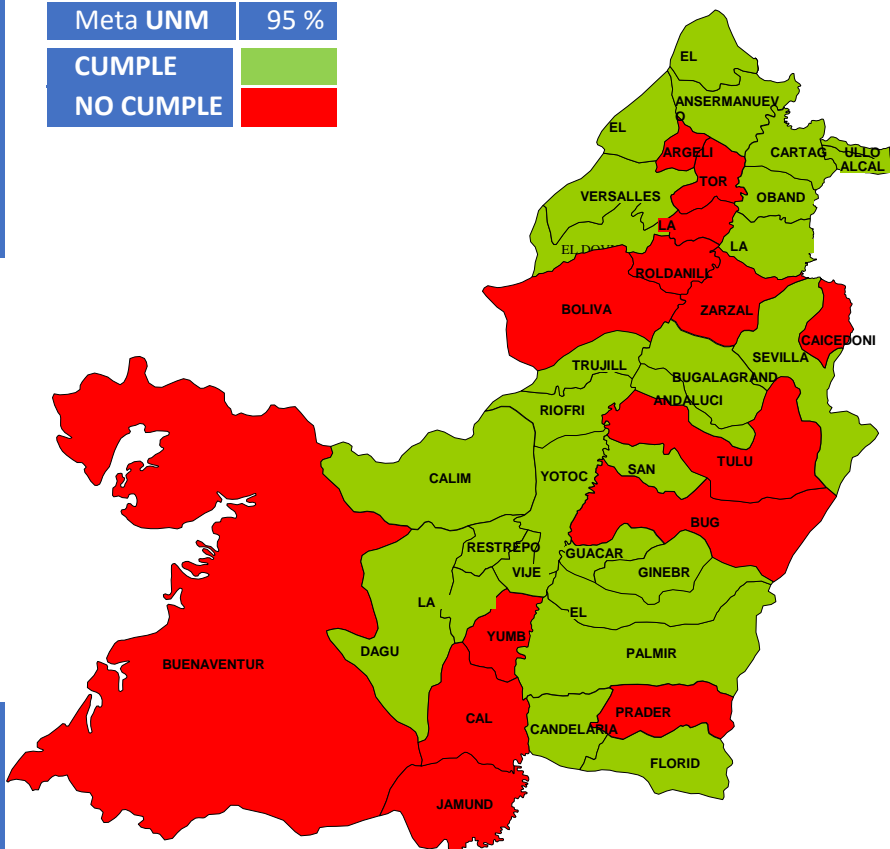 Meta UNM 95 %
CUMPLE
NO CUMPLE
EL
ANSERMANUEV
O
EL
ARGELI
CARTAG
ULLO
ALCAL
TOR
VERSALLES
OBAND
LA
LA
ROLDANILL
BOLIVA
ZARZAL
CAICEDONI
SEVILLA
TRUJILL
BUGALAGRAND
ANDALUCI
RIOFRI
TULU
SAN
CALIM
YOTOC
BUG
RESTREPO
GUACAR
VIJE
GINEBR
LA
EL
YUMB
DAGU
PALMIR
BUENAVENTUR
PRADER
CAL
CANDELARIA
FLORID
JAMUND